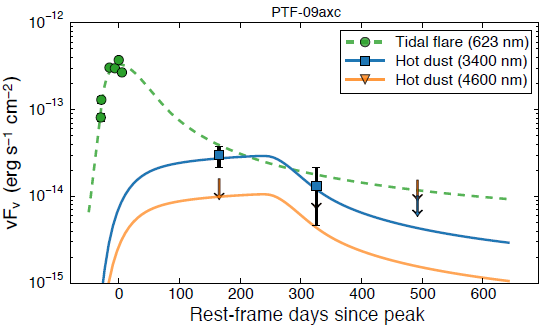 PTF-09axc
Tidal flare (623 nm)
Hot dust (3400 nm)
Hot dust (4600 nm)
νFν (erg s−1 cm−2)
10−12
10−13
10−14
10−15
0 100 200 300 400 500 600
Rest-frame days since peak